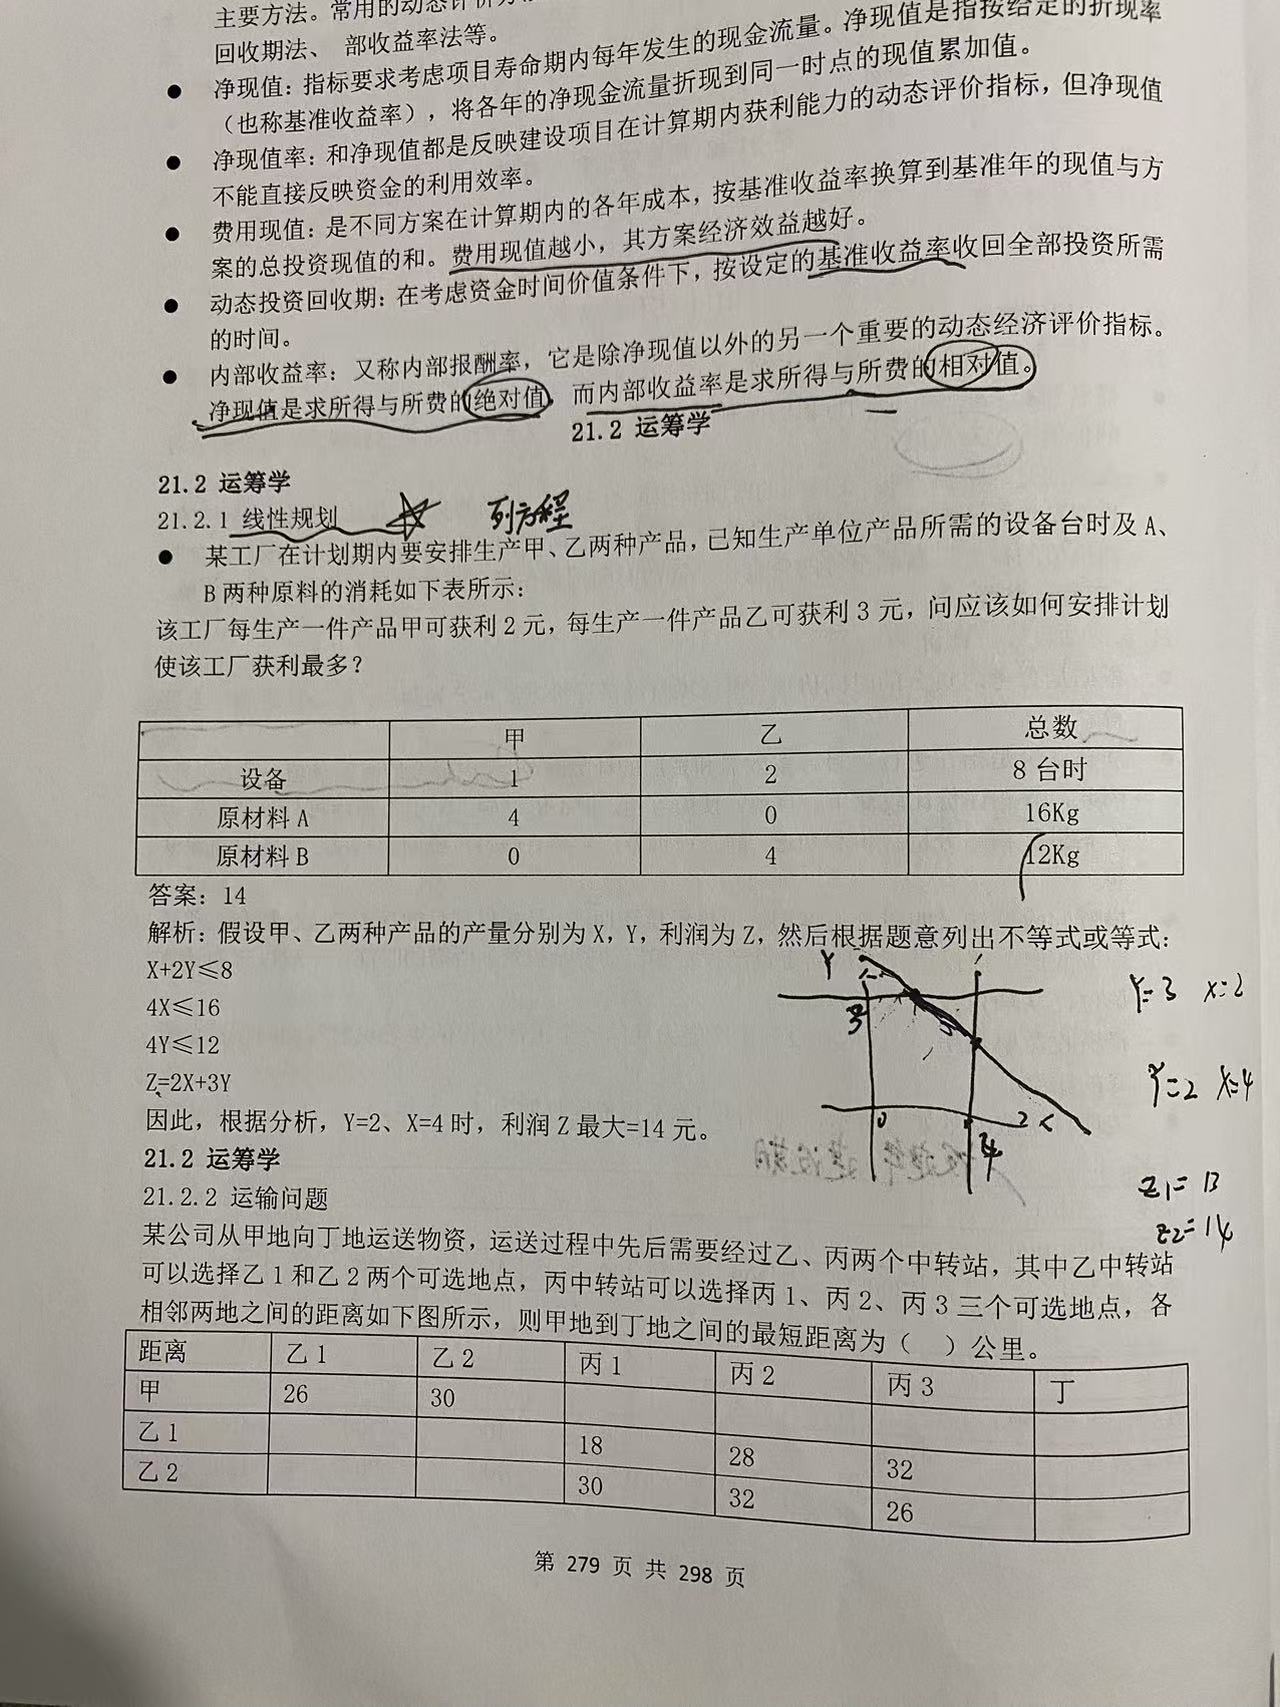 主要方法。常用的动态评价方
回收期法、 部收益率法等。
● 净现值：指标要求考虑项目寿命期内每年发生的现金流量。净现值是指按给定的折现率
（也称基准收益率），将各年的净现金流量折现到同一时点的现值累加值。
● 净现值率：和净现值都是反映建设项目在计算期内获利能力的动态评价指标，但净现值
不能直接反映资金的利用效率。
● 费用现值：是不同方案在计算期内的各年成本，按基准收益率换算到基准年的现值与方
案的总投资现值的和。费用现值越小，其方案经济效益越好。
● 动态投资回收期：在考虑资金时间价值条件下，按设定的基准收益率收回全部投资所需
的时间。
● 内部收益率：又称内部报酬率，它是除净现值以外的另一个重要的动态经济评价指标。
净现值是求所得与所费的绝对值，而内部收益率是求所得与所费的相对值。
21.2 运筹学
21.2 运筹学
21.2.1 线性规划 列方程
● 某工厂在计划期内要安排生产甲、乙两种产品，已知生产单位产品所需的设备台时及 A、
B 两种原料的消耗如下表所示：
该工厂每生产一件产品甲可获利 2 元，每生产一件产品乙可获利 3 元，问应该如何安排计划
使该工厂获利最多？
甲 乙 总数
设备 1 2 8 台时
原材料 A 4 0 16Kg
原材料 B 0 4 12Kg
答案：14
解析：假设甲、乙两种产品的产量分别为 X，Y，利润为 Z，然后根据题意列出不等式或等式：
X+2Y≤8
4X≤16
4Y≤12
Z=2X+3Y
因此，根据分析，Y=2、X=4 时，利润 Z 最大=14 元。
Y
3
0
4
Y=3 x=2
Y=2 X=4
Z1=13
Z2=14
21.2 运筹学
21.2.2 运输问题
某公司从甲地向丁地运送物资，运送过程中先后需要经过乙、丙两个中转站，其中乙中转站
可以选择乙 1 和乙 2 两个可选地点，丙中转站可以选择丙 1、丙 2、丙 3 三个可选地点，各
相邻两地之间的距离如下图所示，则甲地到丁地之间的最短距离为（ ）公里。
距离 乙 1 乙 2 丙 1 丙 2 丙 3 丁
甲 26 30
乙 1 18 28 32
乙 2 30 32 26
第 279 页 共 298 页